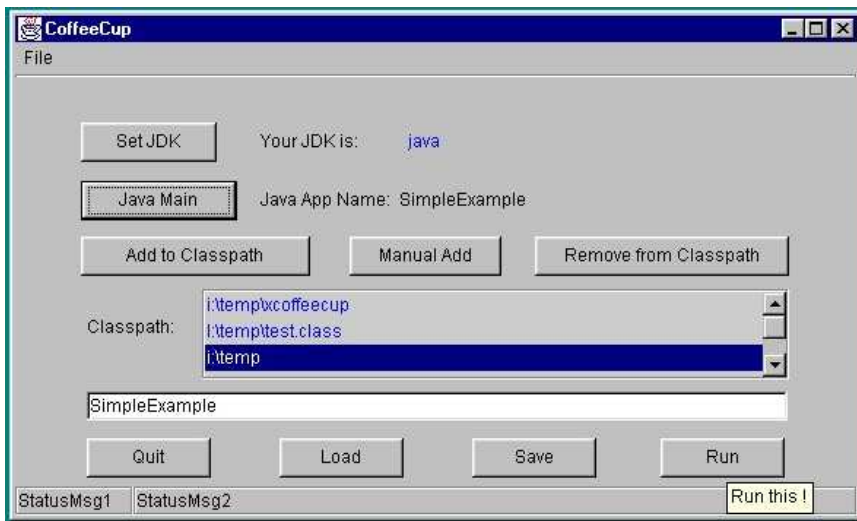 CoffeeCup
File
Set JDK Your JDK is: java
Java Main Java App Name: SimpleExample
Add to Classpath Manual Add Remove from Classpath
i:\temp\xcoffeecup
Classpath: I:\temp\test.class
i:\temp
SimpleExample
Quit Load Save Run
StatusMsg1 StatusMsg2 Run this !